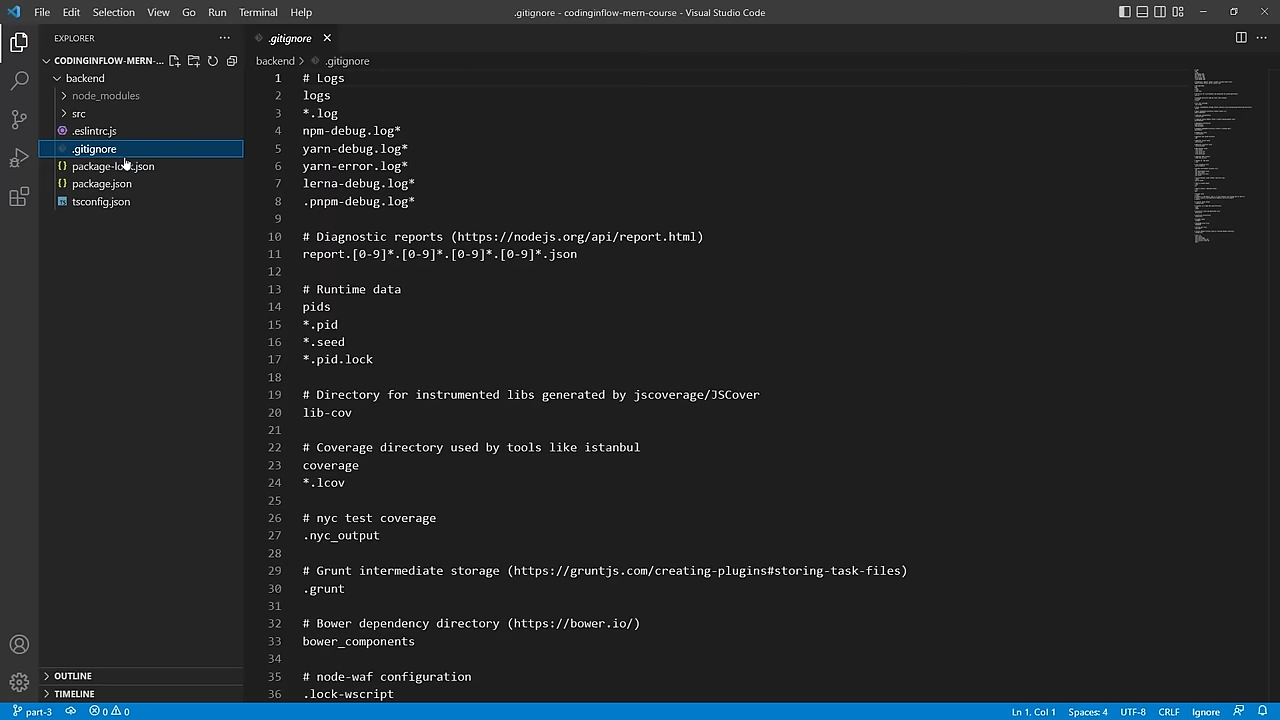 File Edit Selection View Go Run Terminal Help
.gitignore - codinginflow-mern-course - Visual Studio Code
EXPLORER
CODINGINFLOW-MERN-...
backend
node_modules
src
.eslintrc.js
.gitignore
package-lock.json
package.json
tsconfig.json
OUTLINE
TIMELINE
.gitignore
backend > .gitignore
1 # Logs
2 logs
3 *.log
4 npm-debug.log*
5 yarn-debug.log*
6 yarn-error.log*
7 lerna-debug.log*
8 .pnpm-debug.log*
9
10 # Diagnostic reports (https://nodejs.org/api/report.html)
11 report.[0-9]*.[0-9]*.[0-9]*.[0-9]*.json
12
13 # Runtime data
14 pids
15 *.pid
16 *.seed
17 *.pid.lock
18
19 # Directory for instrumented libs generated by jscoverage/JSCover
20 lib-cov
21
22 # Coverage directory used by tools like istanbul
23 coverage
24 *.lcov
25
26 # nyc test coverage
27 .nyc_output
28
29 # Grunt intermediate storage (https://gruntjs.com/creating-plugins#storing-task-files)
30 .grunt
31
32 # Bower dependency directory (https://bower.io/)
33 bower_components
34
35 # node-waf configuration
36 .lock-wscript
part-3 0 0 Ln 1, Col 1 Spaces: 4 UTF-8 CRLF Ignore